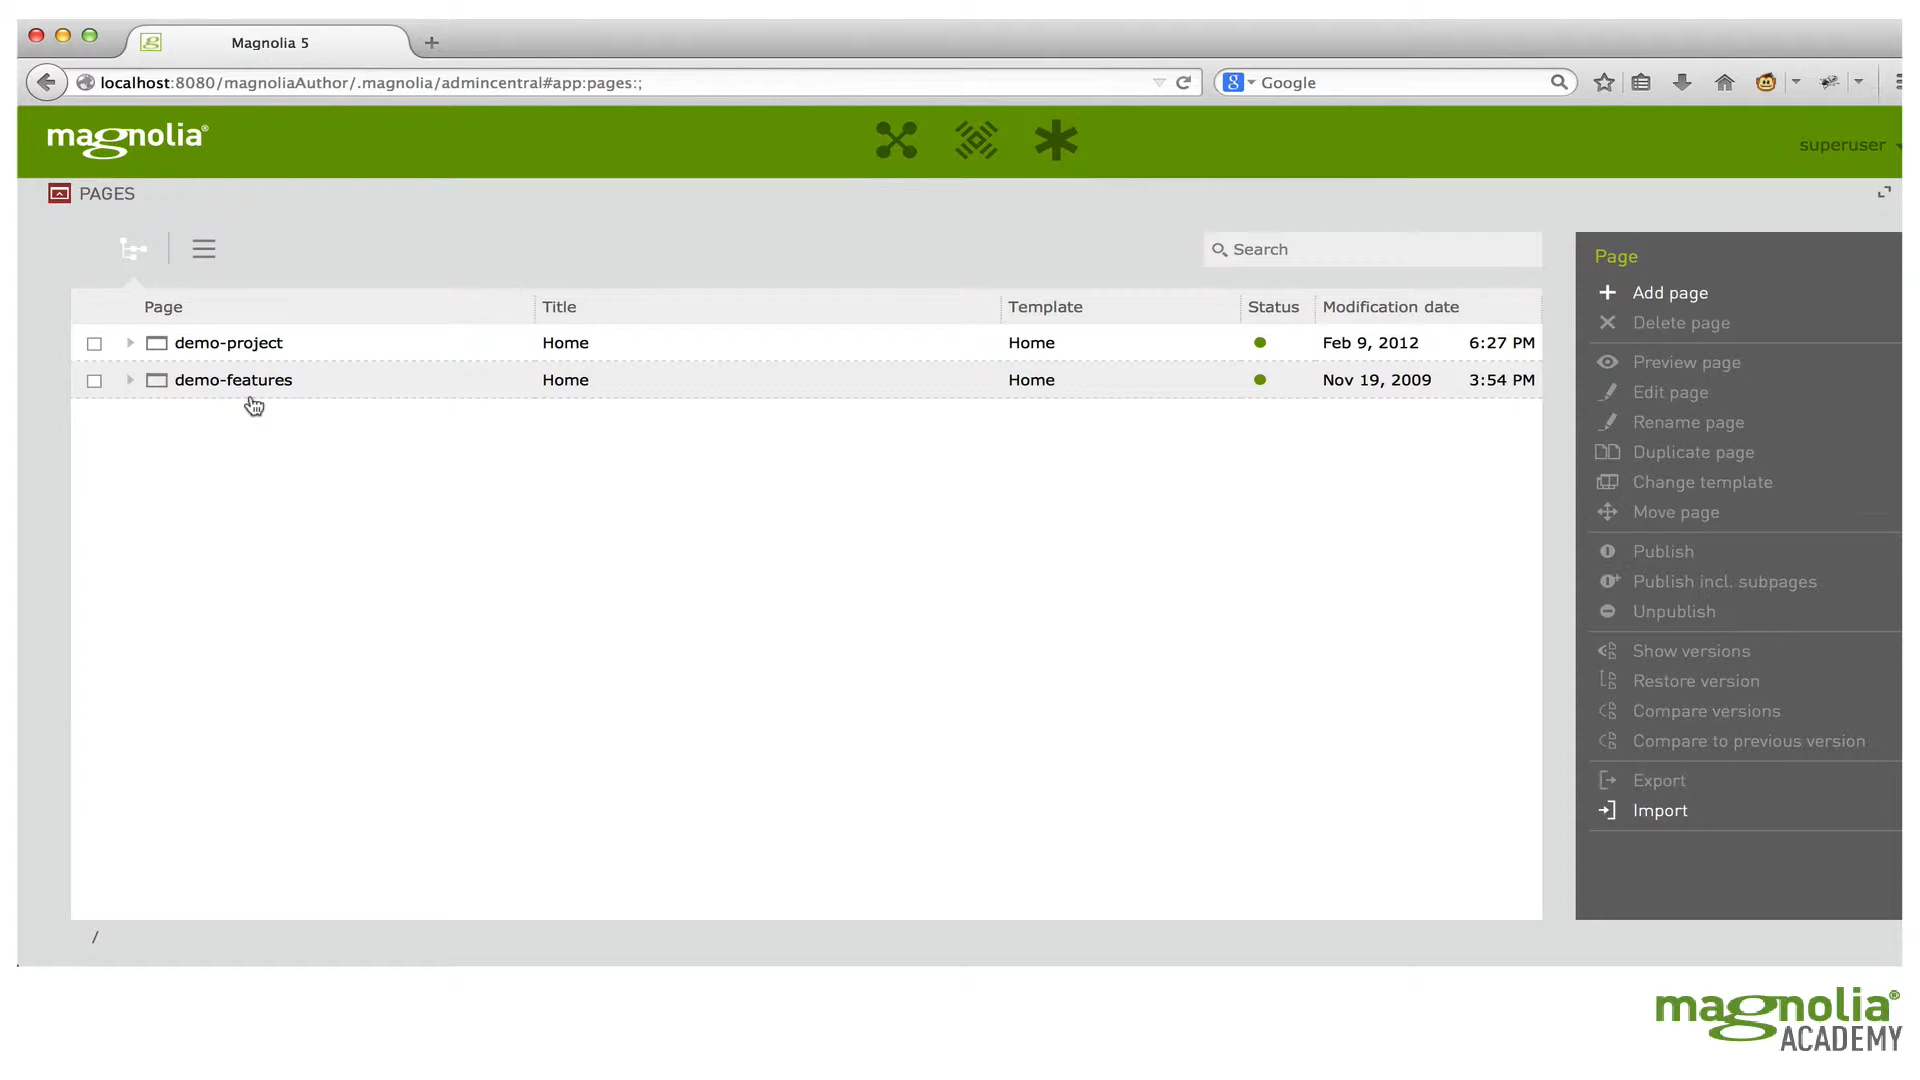 Magnolia 5
localhost:8080/magnoliaAuthor/.magnolia/admincentral#app:pages:;
Google
magnolia®
superuser
PAGES
Search
Page Title Template Status Modification date
demo-project Home Home Feb 9, 2012 6:27 PM
demo-features Home Home Nov 19, 2009 3:54 PM
/
Page
Add page
Delete page
Preview page
Edit page
Rename page
Duplicate page
Change template
Move page
Publish
Publish incl. subpages
Unpublish
Show versions
Restore version
Compare versions
Compare to previous version
Export
Import
magnolia®
ACADEMY